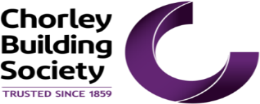 Chorley
Building
Society
TRUSTED SINCE 1859